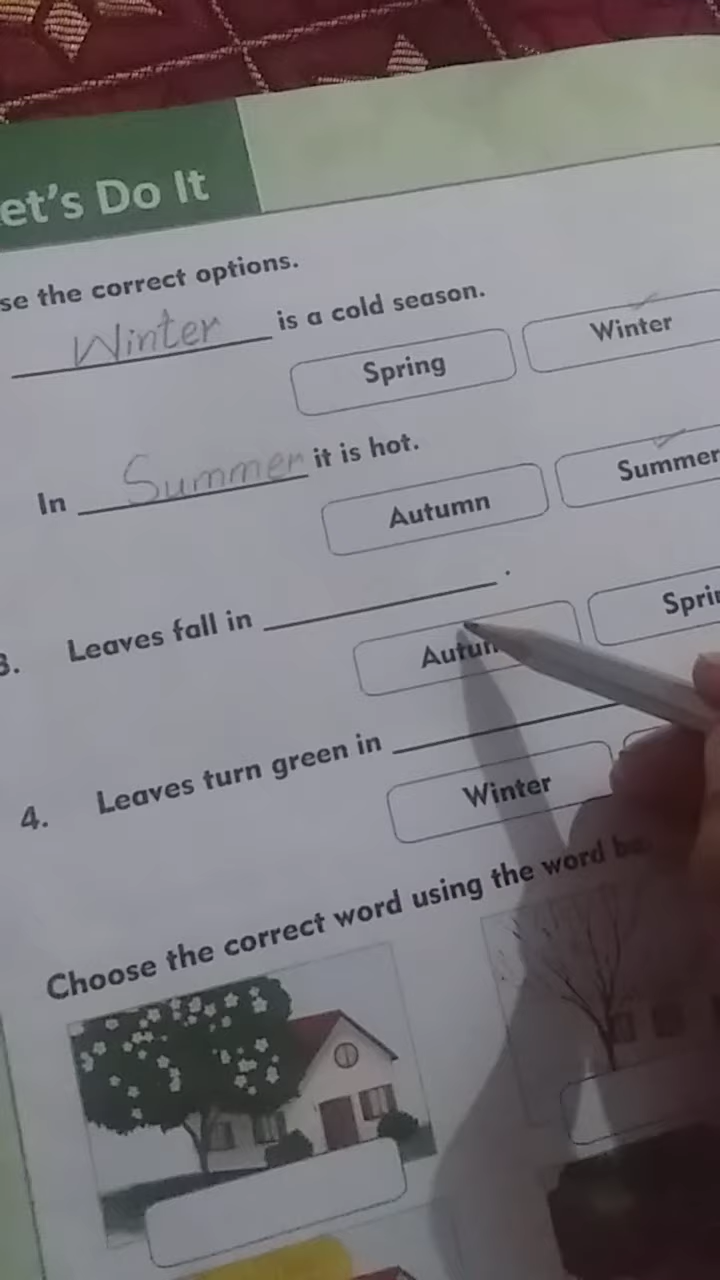 et's Do It
se the correct options.
Winter is a cold season.
Spring Winter
In Summer it is hot.
Autumn Summer
3. Leaves fall in .
Autum Spri
4. Leaves turn green in
Winter
Choose the correct word using the word b